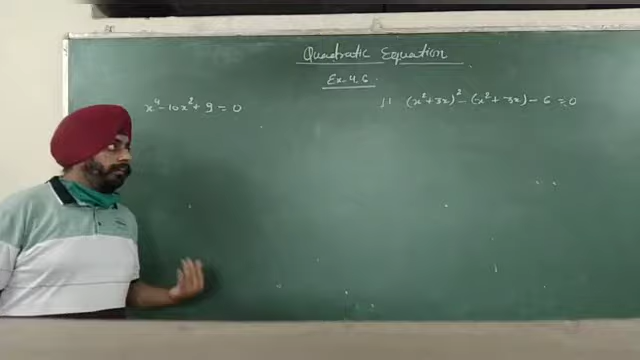 Quadratic Equation
Ex-4.6
x⁴-10x²+9=0
11 (x²+3x)²-(x²+3x)-6=0